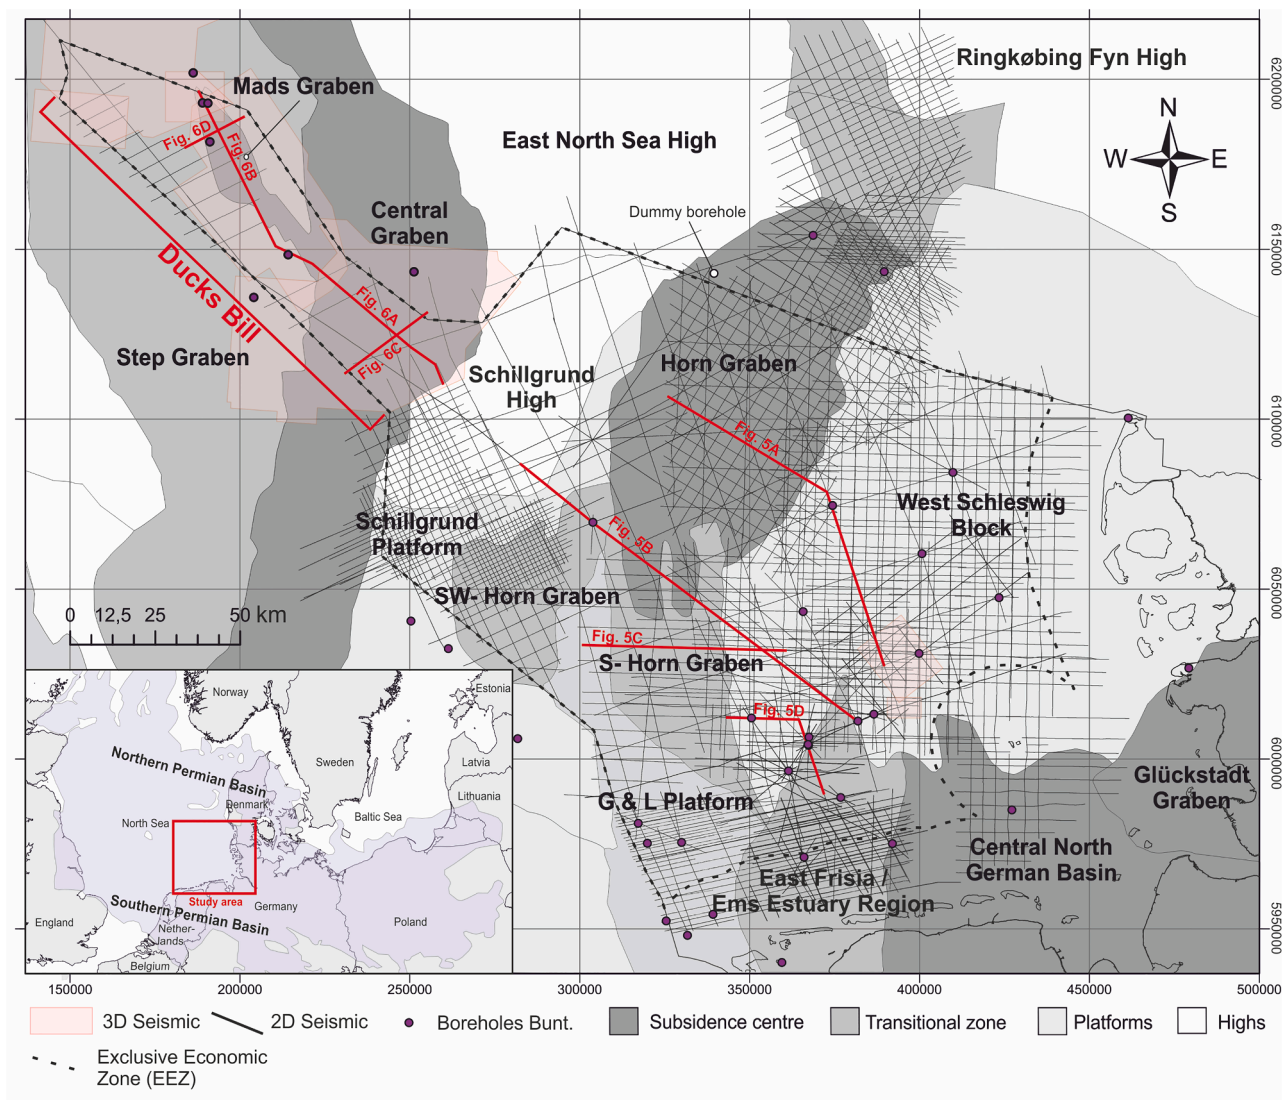 Ringkøbing Fyn High
Mads Graben
N
W E
S
Fig. 6D
Fig. 6B
East North Sea High
Central
Graben
Dummy borehole
Ducks Bill
Fig. 6A
Fig. 6C
Step Graben
Schillgrund
High
Horn Graben
Fig. 5A
West Schleswig
Block
Schillgrund
Platform
Fig. 5B
SW- Horn Graben
0 12,5 25 50 km
Fig. 5C
S- Horn Graben
Fig. 5D
G & L Platform
Glückstadt
Graben
Central North
German Basin
East Frisia /
Ems Estuary Region
6200000
6150000
6100000
6050000
6000000
5950000
Norway
Estonia
Northern Permian Basin
Sweden
Latvia
Denmark
Lithuania
North Sea
Baltic Sea
Study area
Southern Permian Basin
Germany
England
Nether-
lands
Poland
Belgium
150000 200000 250000 300000 350000 400000 450000 500000
3D Seismic 2D Seismic Boreholes Bunt. Subsidence centre Transitional zone Platforms Highs
Exclusive Economic
Zone (EEZ)